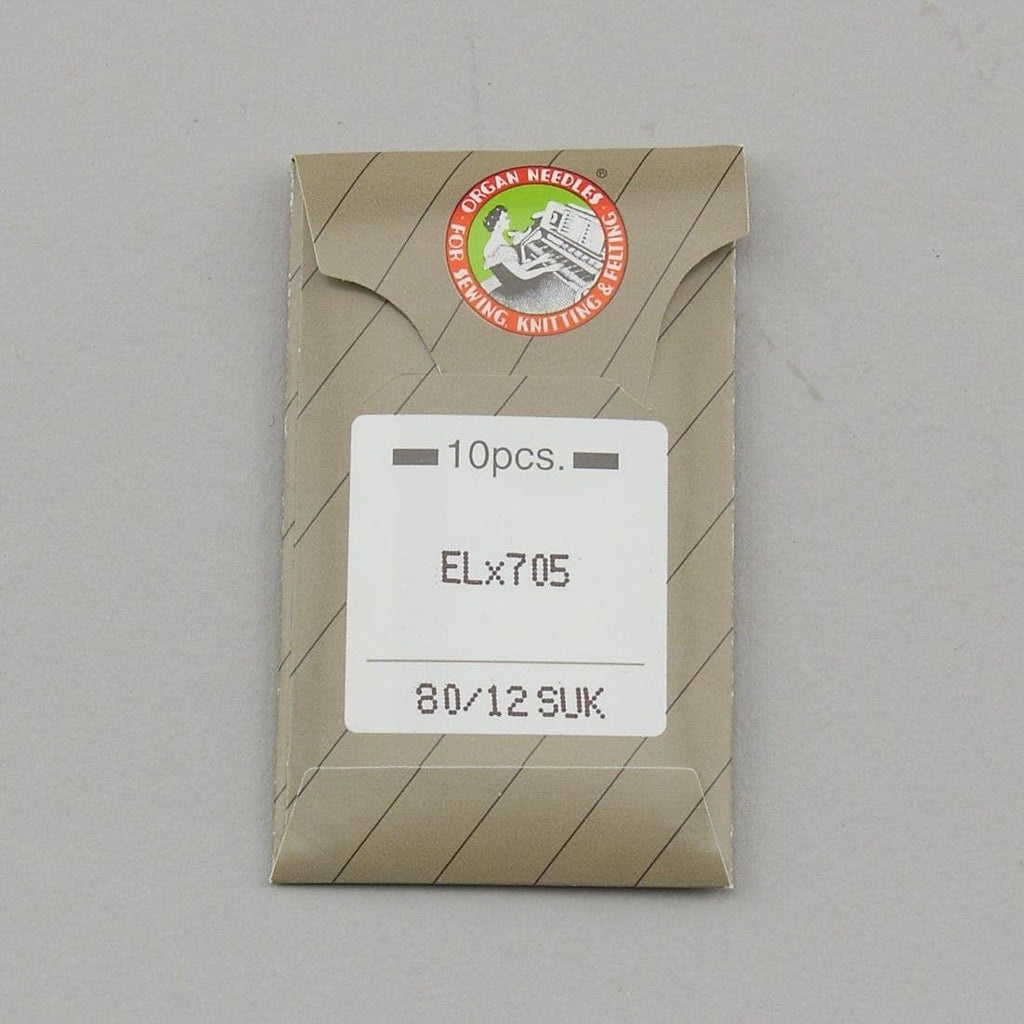 ORGAN NEEDLES ®
· FOR SEWING, KNITTING & FELTING ·
10pcs.
ELx705
80/12 SUK